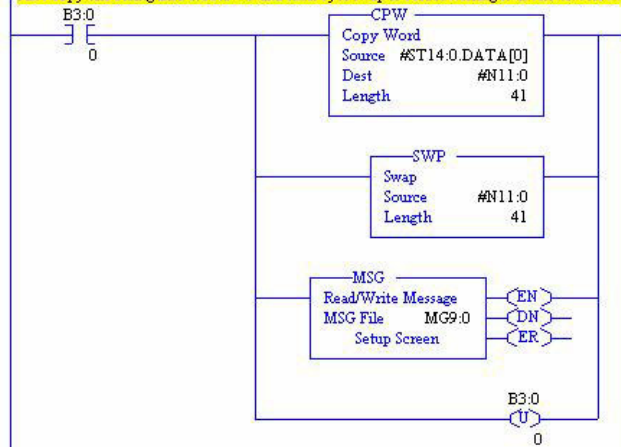 B3:0
0
CPW
Copy Word
Source #ST14:0.DATA[0]
Dest #N11:0
Length 41
SWP
Swap
Source #N11:0
Length 41
MSG
Read/Write Message
MSG File MG9:0
Setup Screen
EN
DN
ER
B3:0
U
0